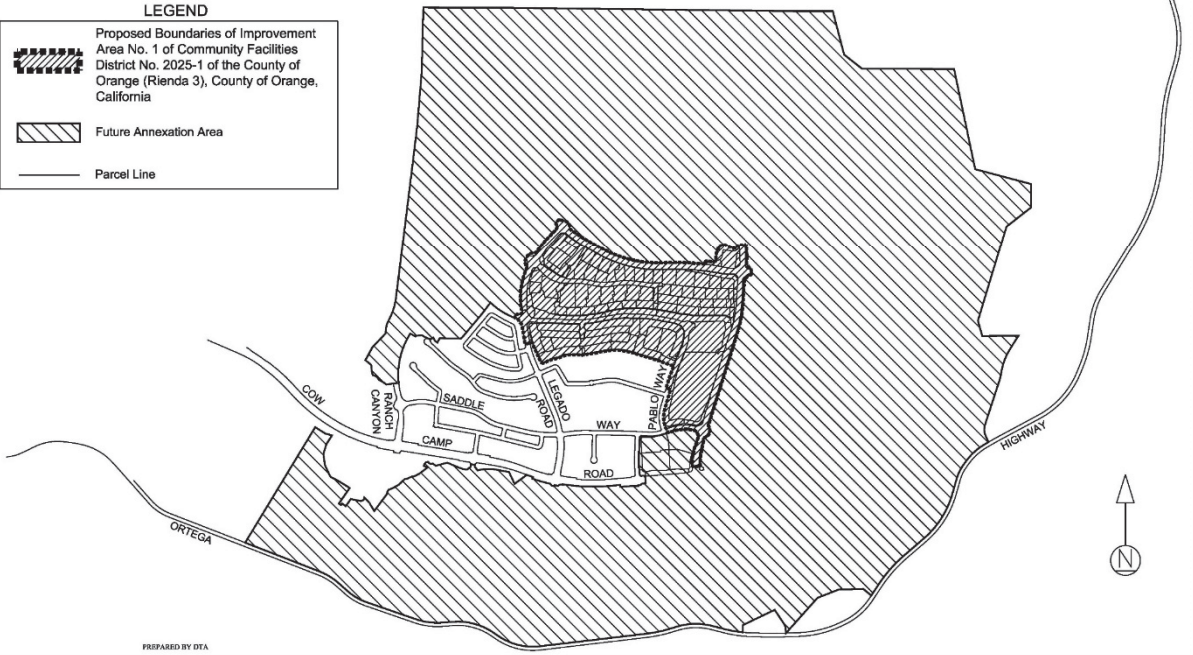 LEGEND
Proposed Boundaries of Improvement
Area No. 1 of Community Facilities
District No. 2025-1 of the County of
Orange (Rienda 3), County of Orange,
California
Future Annexation Area
Parcel Line
COW
RANCH
CANYON
SADDLE
ROAD
LEGADO
WAY
PABLO WAY
CAMP
ROAD
HIGHWAY
ORTEGA
N
PREPARED BY DTA